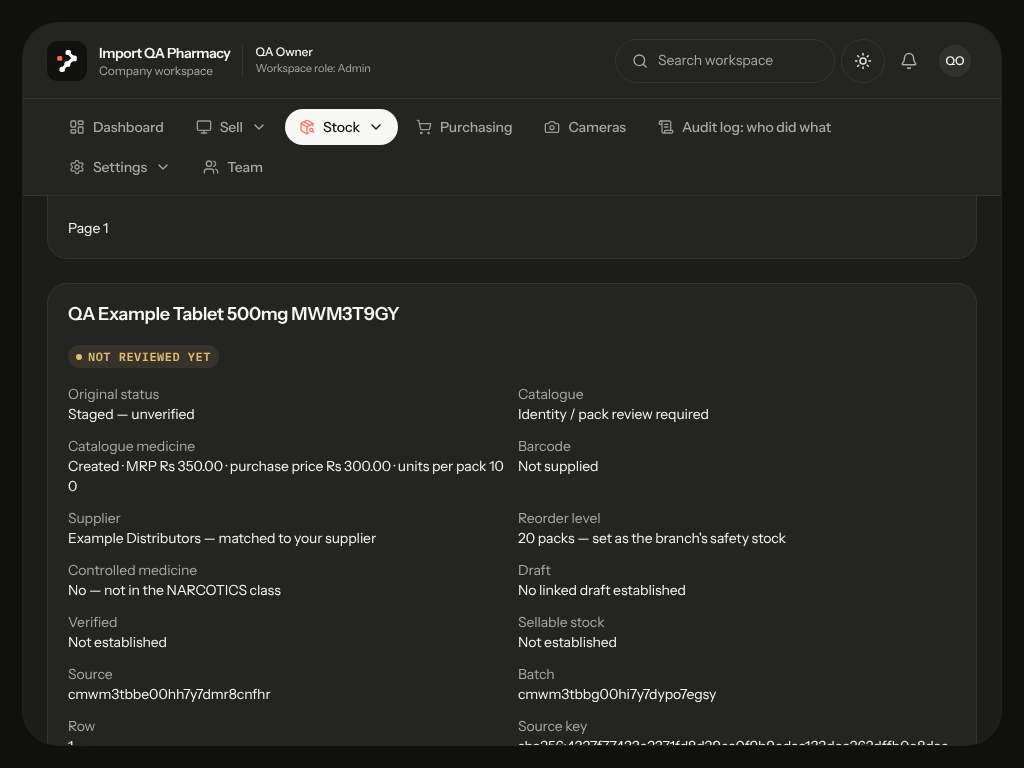 Import QA Pharmacy
Company workspace
QA Owner
Workspace role: Admin
Search workspace
QO
Dashboard
Sell
Stock
Purchasing
Cameras
Audit log: who did what
Settings
Team
Page 1
QA Example Tablet 500mg MWM3T9GY
NOT REVIEWED YET
Original status
Staged — unverified
Catalogue
Identity / pack review required
Catalogue medicine
Created · MRP Rs 350.00 · purchase price Rs 300.00 · units per pack 10
0
Barcode
Not supplied
Supplier
Example Distributors — matched to your supplier
Reorder level
20 packs — set as the branch's safety stock
Controlled medicine
No — not in the NARCOTICS class
Draft
No linked draft established
Verified
Not established
Sellable stock
Not established
Source
cmwm3tbbe00hh7y7dmr8cnfhr
Batch
cmwm3tbbg00hi7y7dypo7egsy
Row
1
Source key